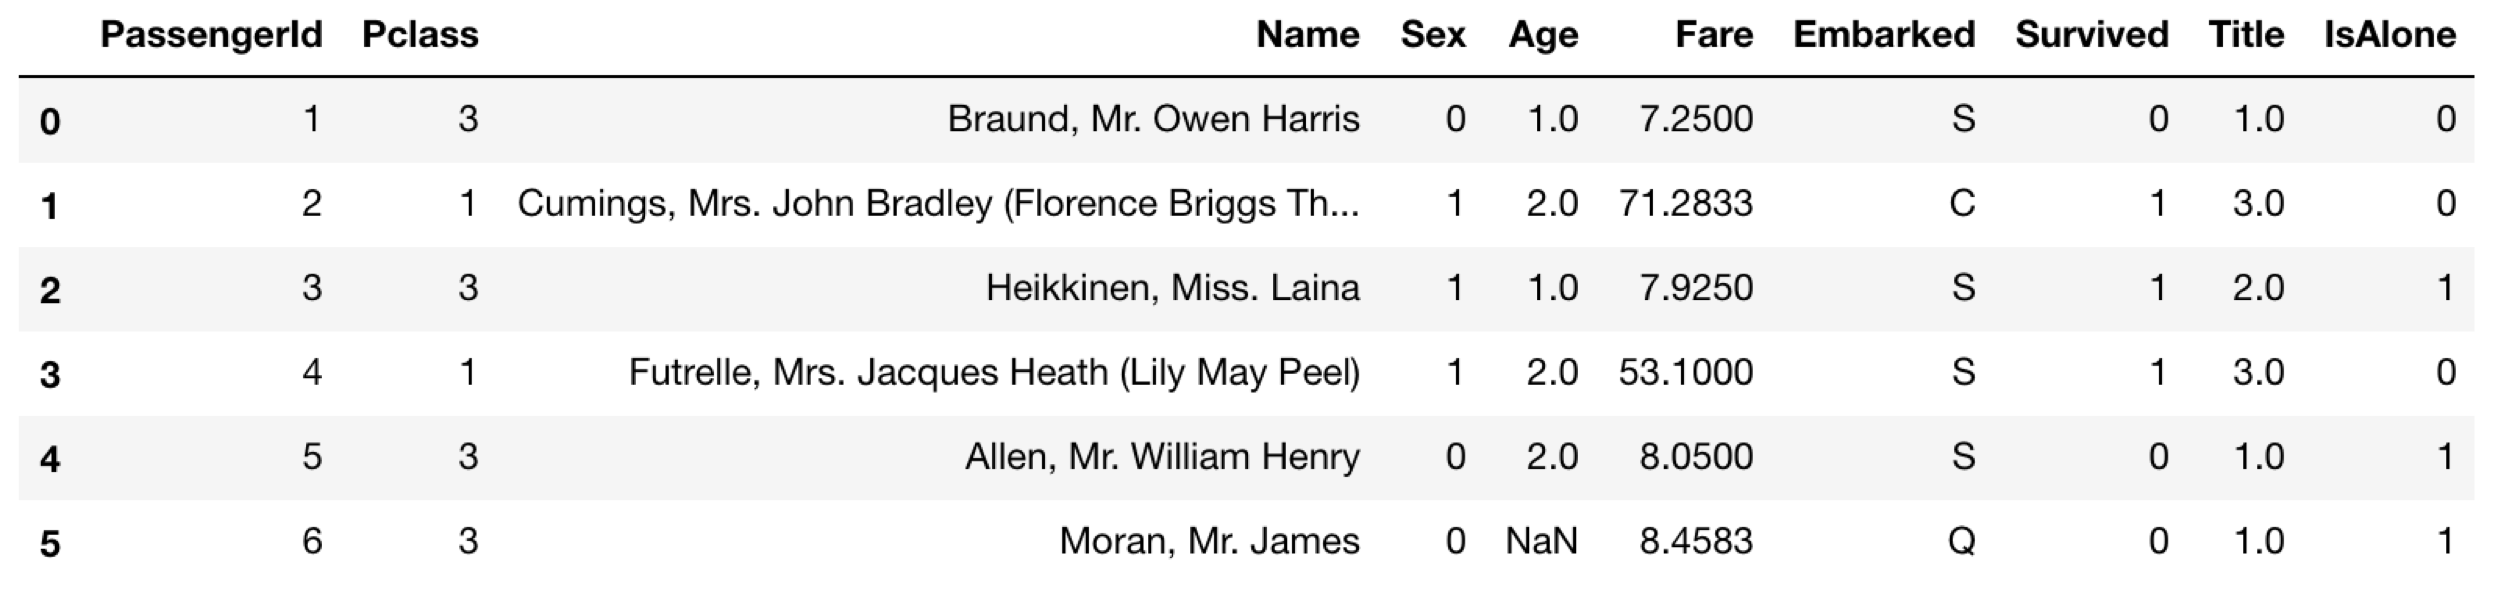 PassengerId Pclass Name Sex Age Fare Embarked Survived Title IsAlone
0 1 3 Braund, Mr. Owen Harris 0 1.0 7.2500 S 0 1.0 0
1 2 1 Cumings, Mrs. John Bradley (Florence Briggs Th... 1 2.0 71.2833 C 1 3.0 0
2 3 3 Heikkinen, Miss. Laina 1 1.0 7.9250 S 1 2.0 1
3 4 1 Futrelle, Mrs. Jacques Heath (Lily May Peel) 1 2.0 53.1000 S 1 3.0 0
4 5 3 Allen, Mr. William Henry 0 2.0 8.0500 S 0 1.0 1
5 6 3 Moran, Mr. James 0 NaN 8.4583 Q 0 1.0 1